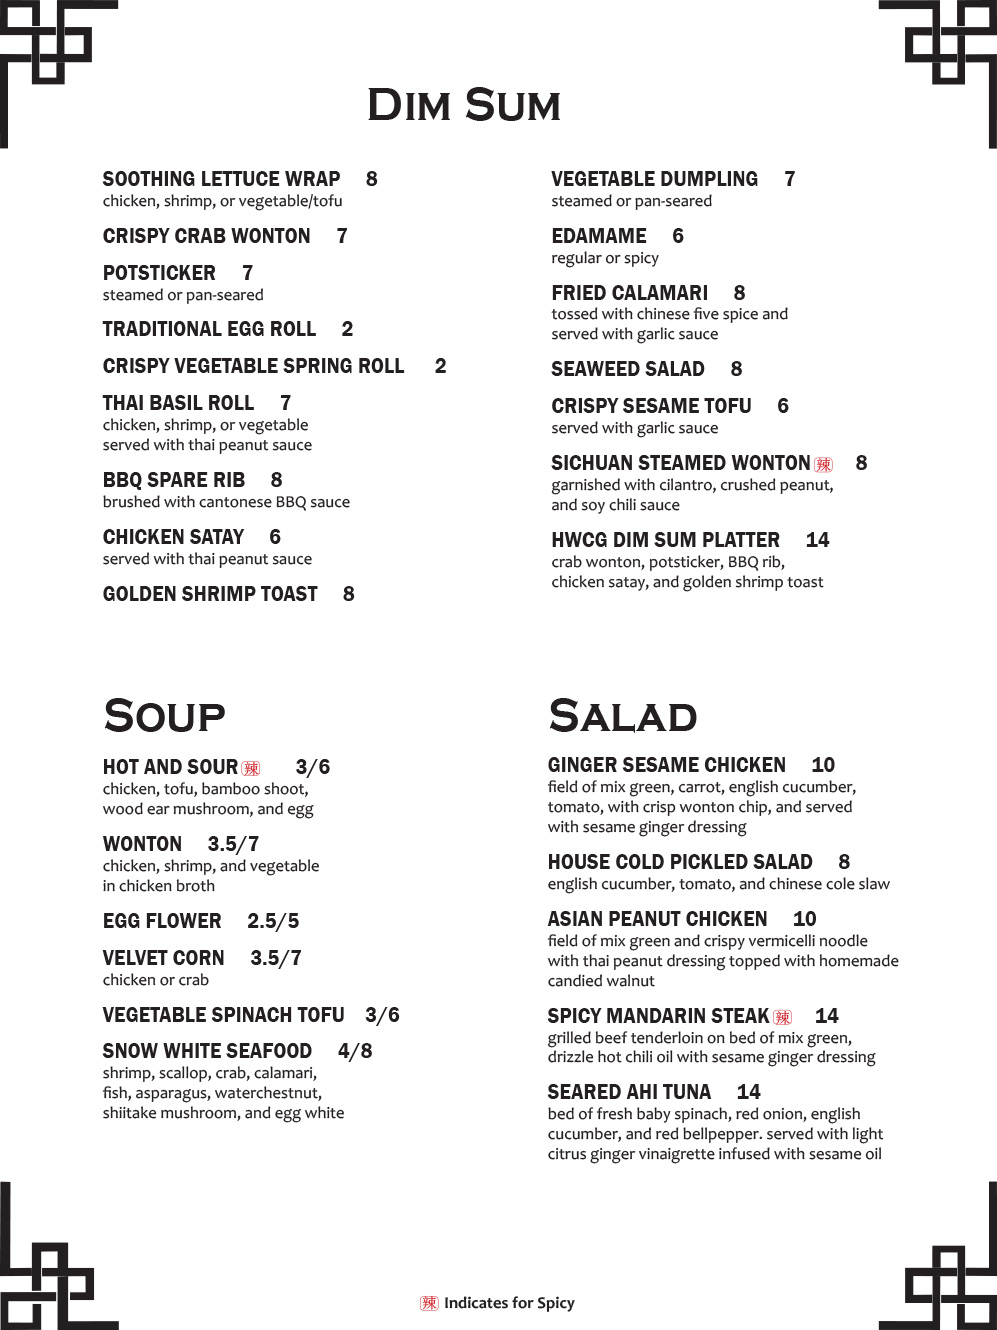 DIM SUM
SOOTHING LETTUCE WRAP 8
chicken, shrimp, or vegetable/tofu
CRISPY CRAB WONTON 7
POTSTICKER 7
steamed or pan-seared
TRADITIONAL EGG ROLL 2
CRISPY VEGETABLE SPRING ROLL 2
THAI BASIL ROLL 7
chicken, shrimp, or vegetable
served with thai peanut sauce
BBQ SPARE RIB 8
brushed with cantonese BBQ sauce
CHICKEN SATAY 6
served with thai peanut sauce
GOLDEN SHRIMP TOAST 8
VEGETABLE DUMPLING 7
steamed or pan-seared
EDAMAME 6
regular or spicy
FRIED CALAMARI 8
tossed with chinese five spice and
served with garlic sauce
SEAWEED SALAD 8
CRISPY SESAME TOFU 6
served with garlic sauce
SICHUAN STEAMED WONTON 辣 8
garnished with cilantro, crushed peanut,
and soy chili sauce
HWCG DIM SUM PLATTER 14
crab wonton, potsticker, BBQ rib,
chicken satay, and golden shrimp toast
SOUP
HOT AND SOUR 辣 3/6
chicken, tofu, bamboo shoot,
wood ear mushroom, and egg
WONTON 3.5/7
chicken, shrimp, and vegetable
in chicken broth
EGG FLOWER 2.5/5
VELVET CORN 3.5/7
chicken or crab
VEGETABLE SPINACH TOFU 3/6
SNOW WHITE SEAFOOD 4/8
shrimp, scallop, crab, calamari,
fish, asparagus, waterchestnut,
shiitake mushroom, and egg white
SALAD
GINGER SESAME CHICKEN 10
field of mix green, carrot, english cucumber,
tomato, with crisp wonton chip, and served
with sesame ginger dressing
HOUSE COLD PICKLED SALAD 8
english cucumber, tomato, and chinese cole slaw
ASIAN PEANUT CHICKEN 10
field of mix green and crispy vermicelli noodle
with thai peanut dressing topped with homemade
candied walnut
SPICY MANDARIN STEAK 辣 14
grilled beef tenderloin on bed of mix green,
drizzle hot chili oil with sesame ginger dressing
SEARED AHI TUNA 14
bed of fresh baby spinach, red onion, english
cucumber, and red bellpepper. served with light
citrus ginger vinaigrette infused with sesame oil
辣 Indicates for Spicy